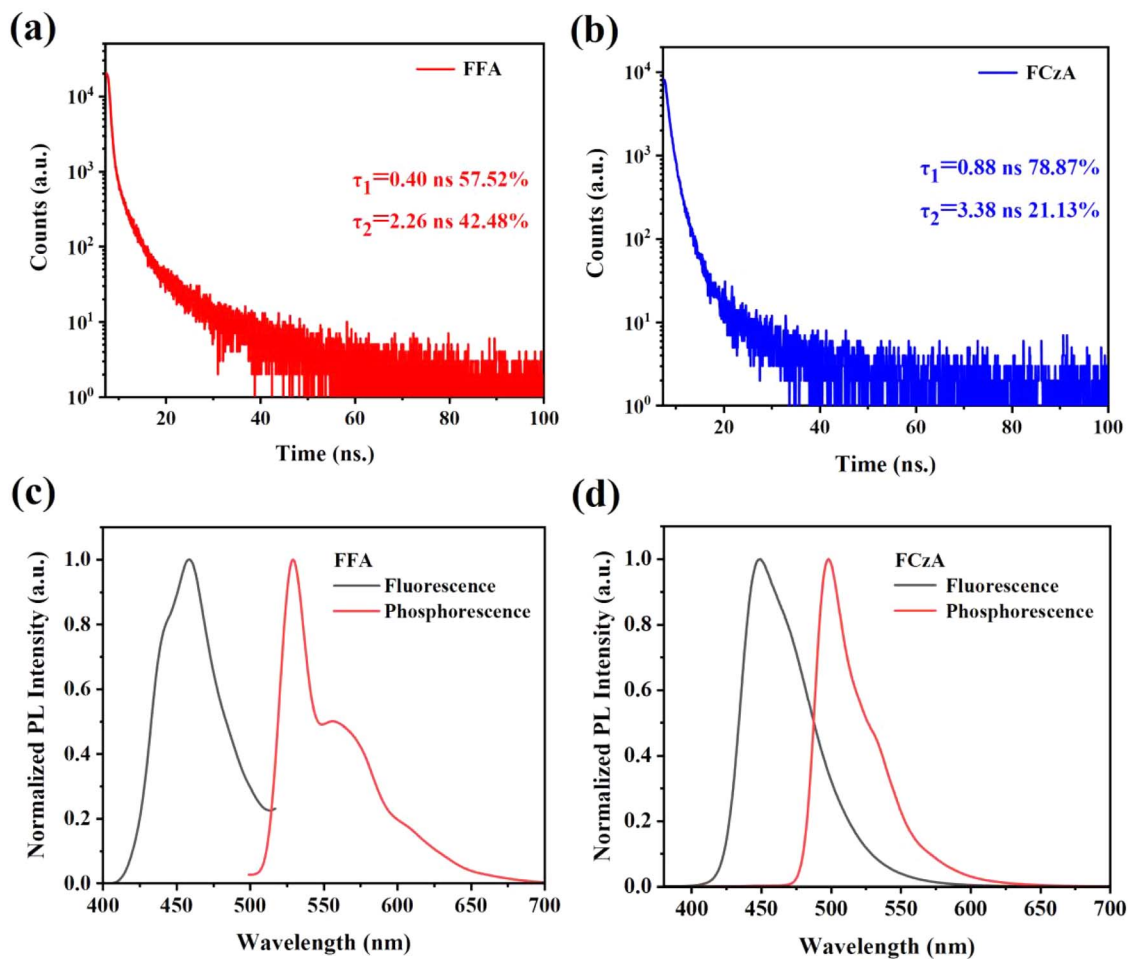 (a)
FFA
τ1=0.40 ns 57.52%
τ2=2.26 ns 42.48%
Counts (a.u.)
10^4
10^3
10^2
10^1
10^0
20 40 60 80 100
Time (ns.)
(b)
FCzA
τ1=0.88 ns 78.87%
τ2=3.38 ns 21.13%
Counts (a.u.)
10^4
10^3
10^2
10^1
10^0
20 40 60 80 100
Time (ns.)
(c)
FFA
Fluorescence
Phosphorescence
Normalized PL Intensity (a.u.)
1.0
0.8
0.6
0.4
0.2
0.0
400 450 500 550 600 650 700
Wavelength (nm)
(d)
FCzA
Fluorescence
Phosphorescence
Normalized PL Intensity (a.u.)
1.0
0.8
0.6
0.4
0.2
0.0
400 450 500 550 600 650 700
Wavelength (nm)